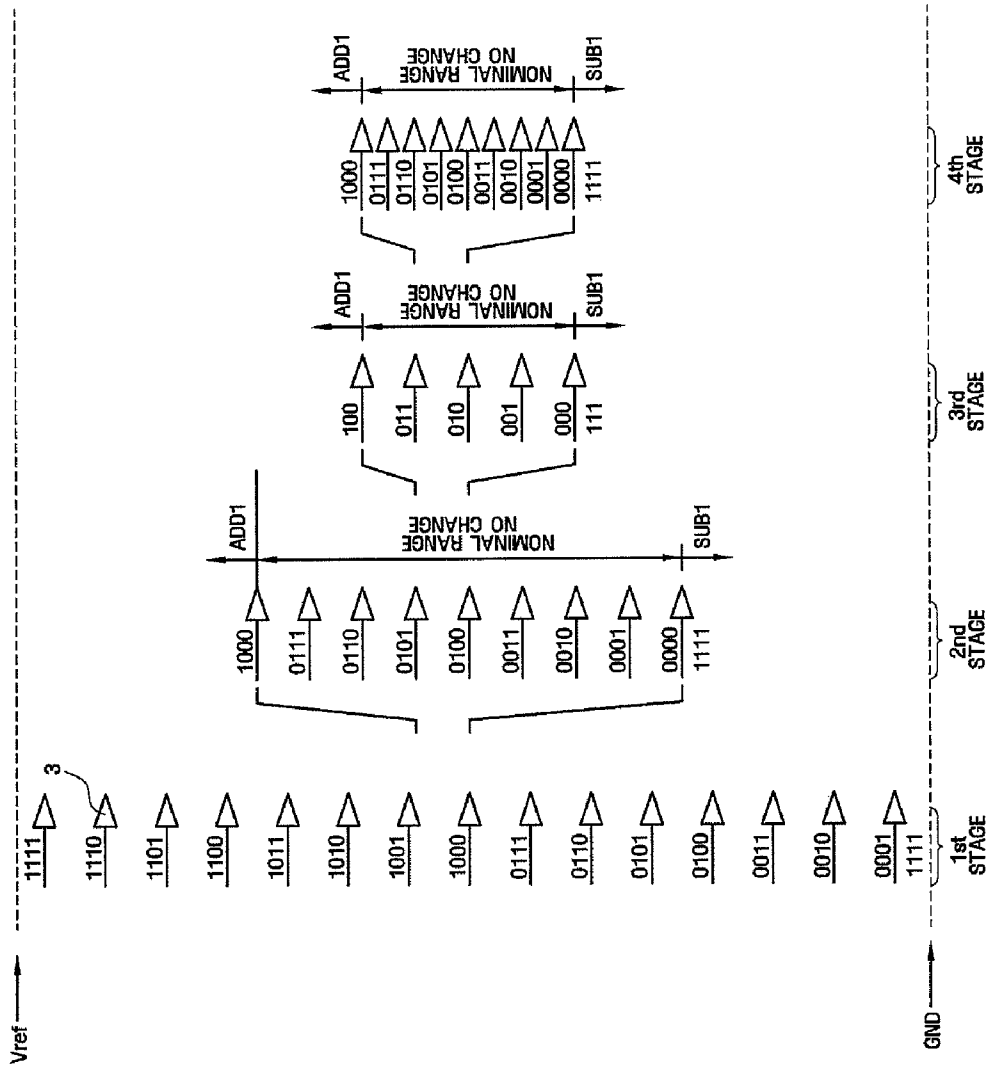 Vref
GND
3
1111
1110
1101
1100
1011
1010
1001
1000
0111
0110
0101
0100
0011
0010
0001
1111
1st
STAGE
ADD1
NOMINAL RANGE
NO CHANGE
SUB1
1000
0111
0110
0101
0100
0011
0010
0001
0000
1111
2nd
STAGE
ADD1
NOMINAL RANGE
NO CHANGE
SUB1
100
011
010
001
000
111
3rd
STAGE
ADD1
NOMINAL RANGE
NO CHANGE
SUB1
1000
0111
0110
0101
0100
0011
0010
0001
0000
1111
4th
STAGE